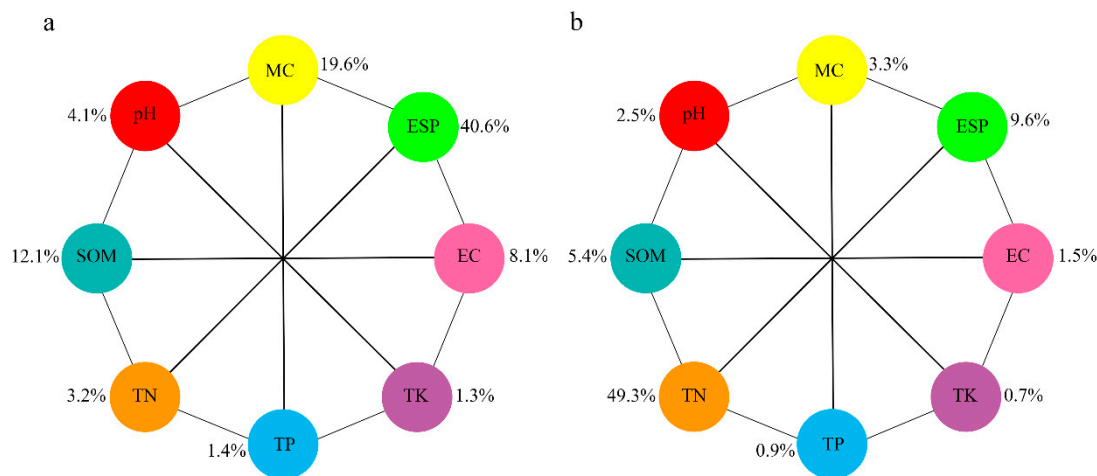 a
MC 19.6%
4.1% pH
ESP 40.6%
12.1% SOM
EC 8.1%
3.2% TN
TK 1.3%
1.4% TP
b
MC 3.3%
2.5% pH
ESP 9.6%
5.4% SOM
EC 1.5%
49.3% TN
TK 0.7%
0.9% TP